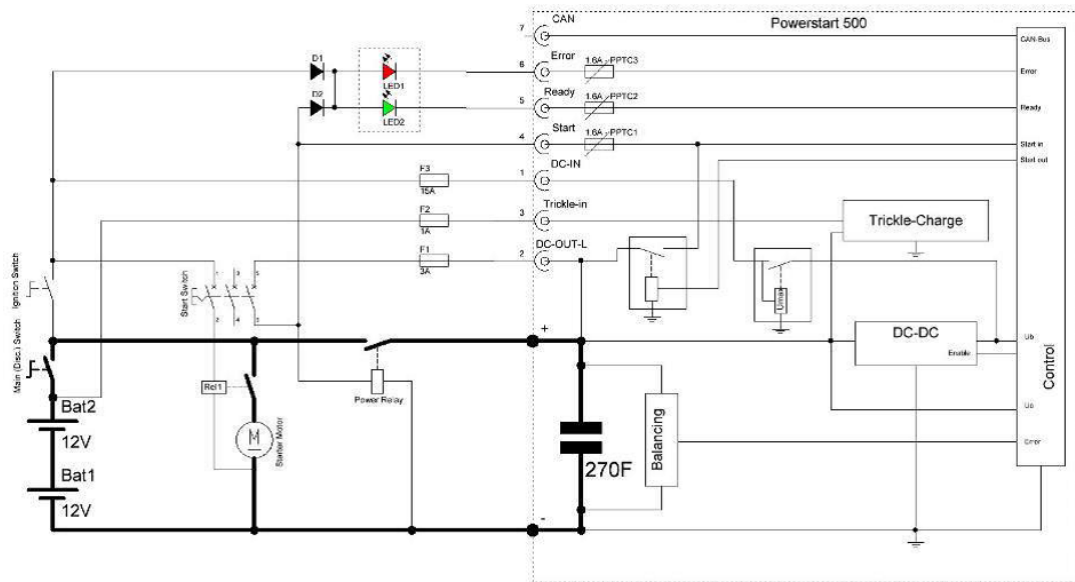 Powerstart 500
CAN
7
CAN-Bus
D1
LED1
Error
6
1.6A
PPTC3
Error
D2
LED2
Ready
5
1.6A
PPTC2
Ready
Start
4
1.6A
PPTC1
Start in
Start out
F3
15A
DC-IN
1
F2
1A
Trickle-in
3
Trickle-Charge
F1
3A
DC-OUT-L
2
Ignition Switch
Start Switch
1
3
5
2
4
Umax
Main (Disc.) Switch
+
DC-DC
Enable
Ub
Control
Rel1
Power Relay
Bat2
12V
M
Starter Motor
270F
Balancing
Uc
Error
Bat1
12V
-